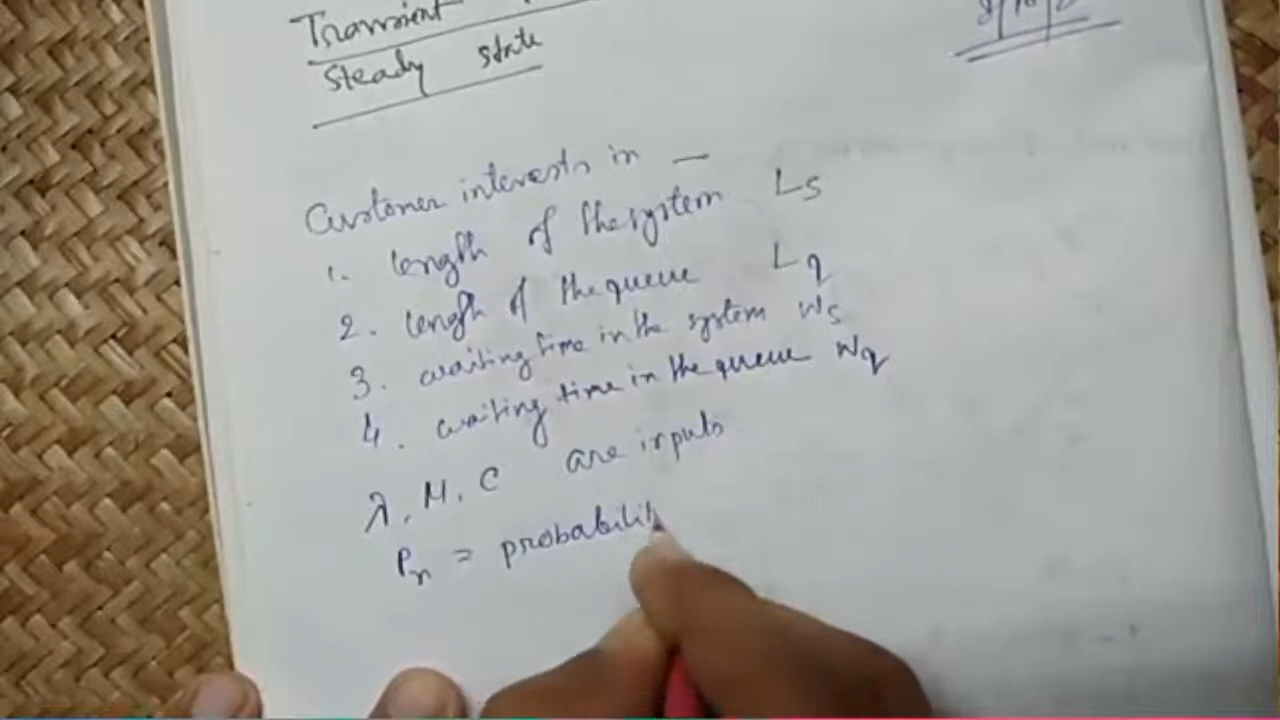 Transient
Steady state
Customer interests in —
1. length of the system Ls
2. length of the queue Lq
3. waiting time in the system Ws
4. waiting time in the queue Wq
λ, M, C are inputs
Pn = probabilit